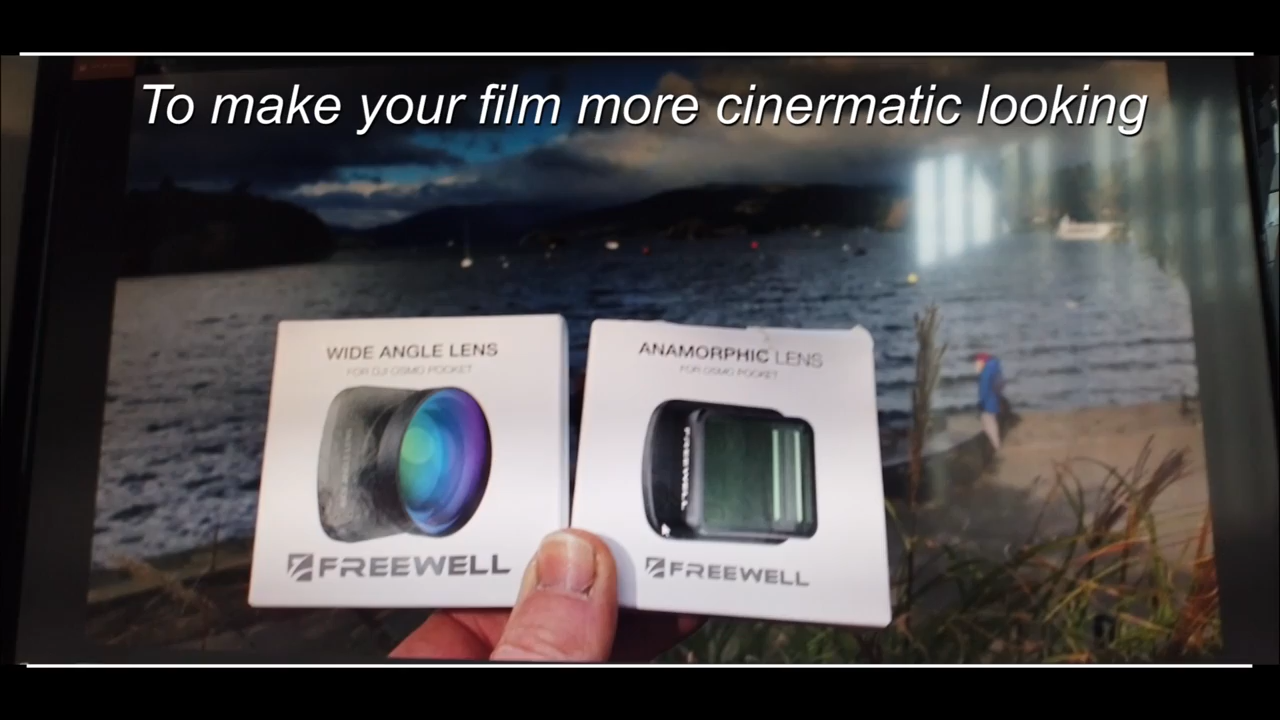 To make your film more cinermatic looking
WIDE ANGLE LENS
FOR DJI OSMO POCKET
FREEWELL
ANAMORPHIC LENS
FOR OSMO POCKET
FREEWELL
FREEWELL